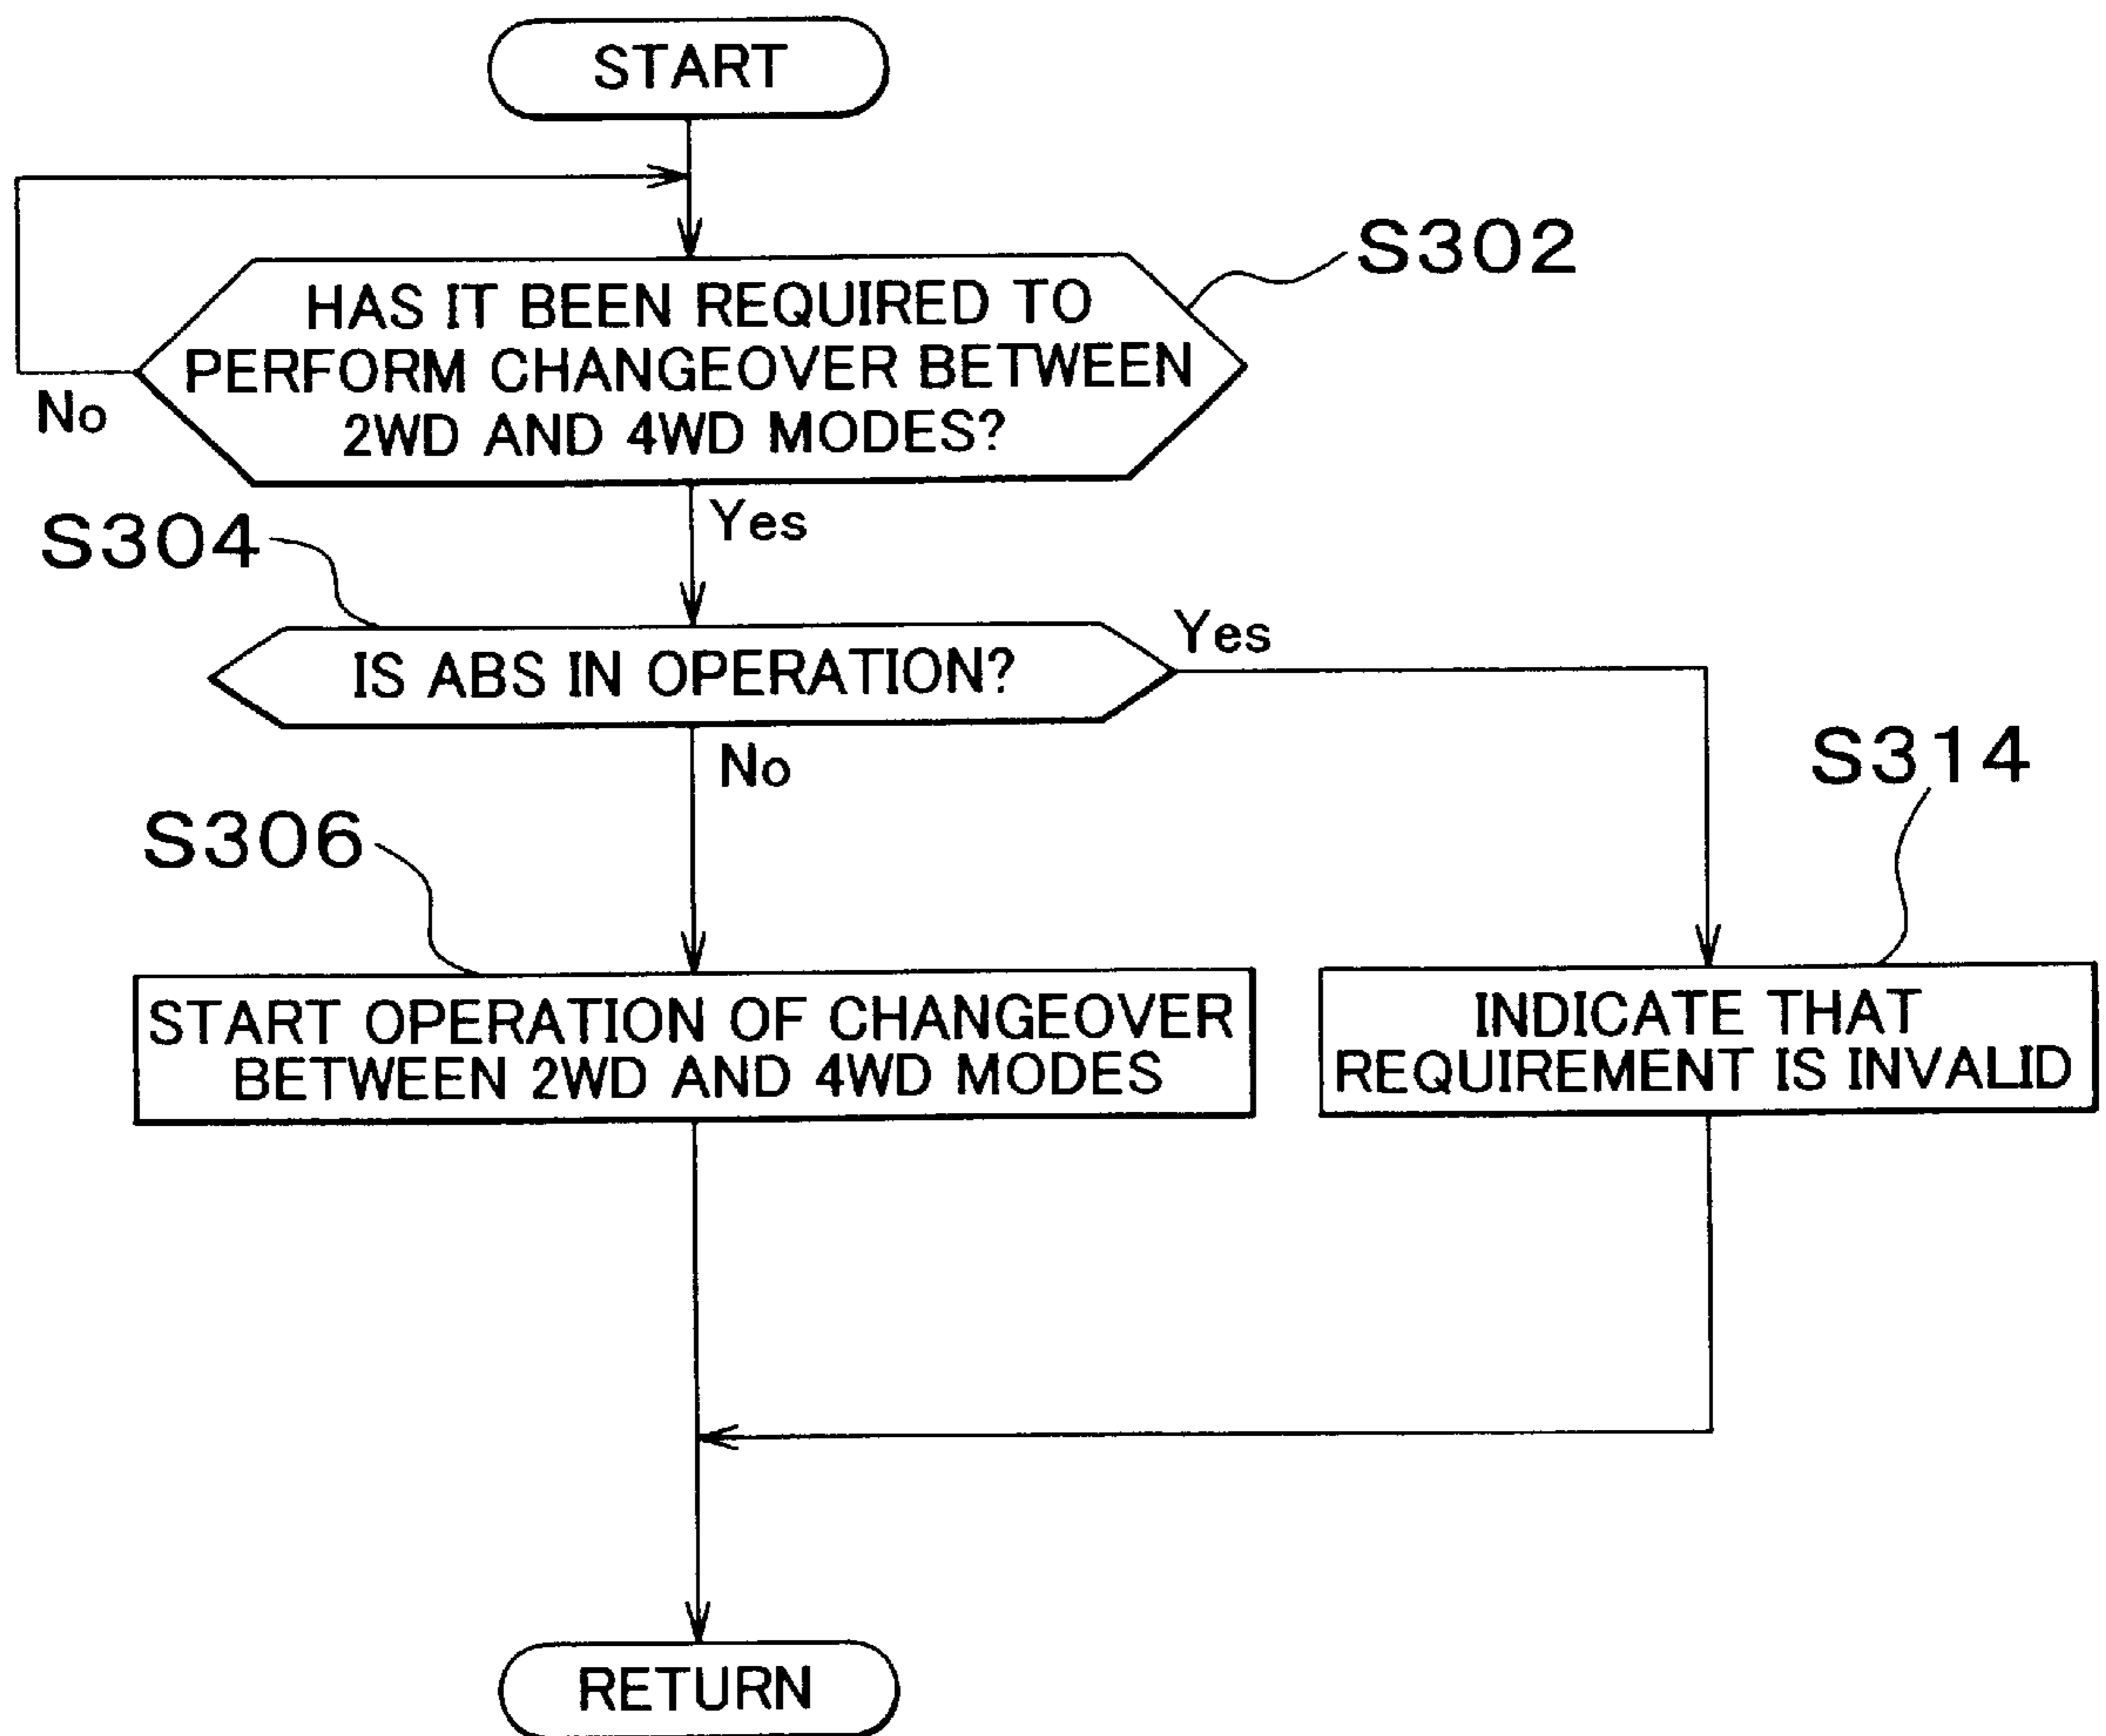 START
S302
HAS IT BEEN REQUIRED TO
PERFORM CHANGEOVER BETWEEN
2WD AND 4WD MODES?
No
Yes
S304
IS ABS IN OPERATION?
Yes
No
S314
S306
START OPERATION OF CHANGEOVER
BETWEEN 2WD AND 4WD MODES
INDICATE THAT
REQUIREMENT IS INVALID
RETURN